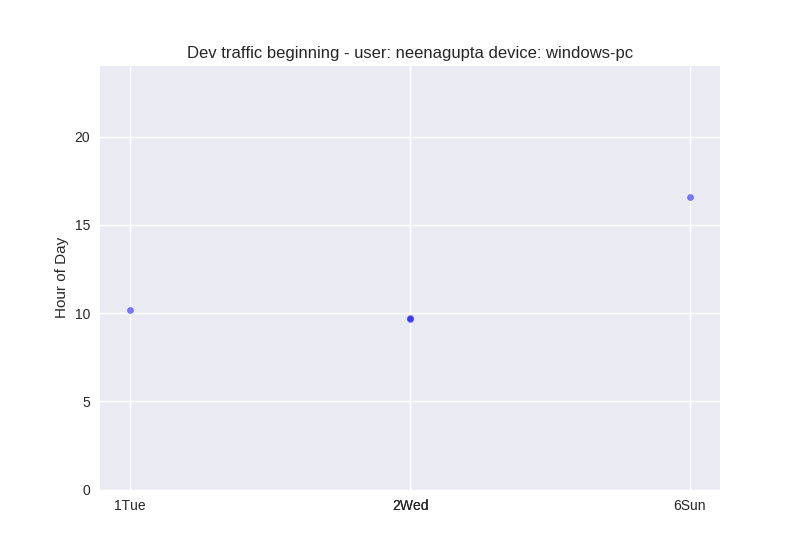 Dev traffic beginning - user: neenagupta device: windows-pc
Hour of Day
20
15
10
5
0
1Tue 2Wed 6Sun